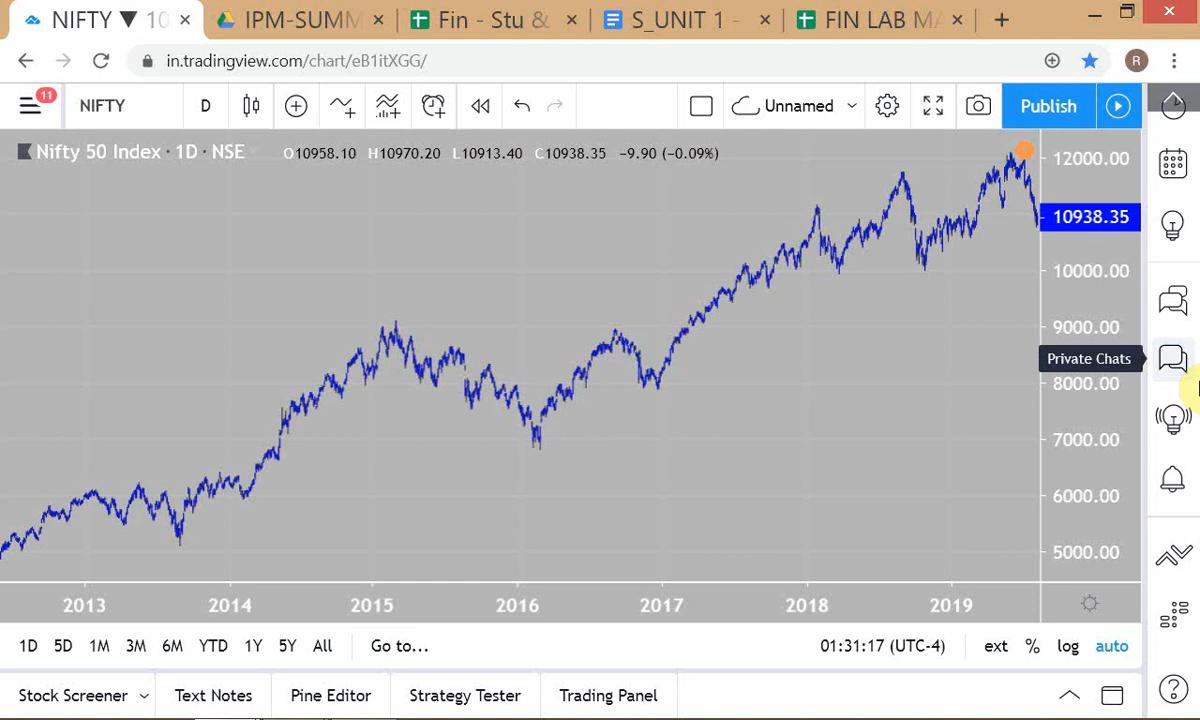 NIFTY ▼ 10
IPM-SUMM
Fin - Stu &
S_UNIT 1 -
FIN LAB MA
in.tradingview.com/chart/eB1itXGG/
R
11
NIFTY
D
Unnamed
Publish
Nifty 50 Index · 1D · NSE
O10958.10 H10970.20 L10913.40 C10938.35 −9.90 (−0.09%)
12000.00
10938.35
10000.00
9000.00
Private Chats
8000.00
7000.00
6000.00
5000.00
2013 2014 2015 2016 2017 2018 2019
1D 5D 1M 3M 6M YTD 1Y 5Y All Go to... 01:31:17 (UTC-4) ext % log auto
Stock Screener Text Notes Pine Editor Strategy Tester Trading Panel